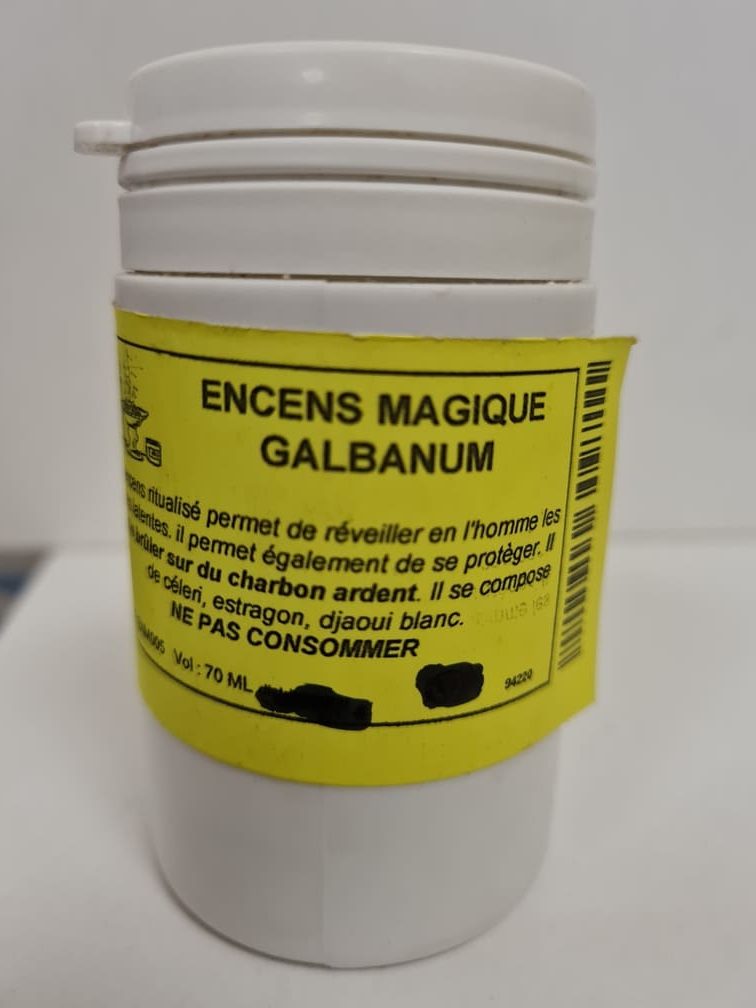 ENCENS MAGIQUE
GALBANUM
ritualisé permet de réveiller en l'homme les
latentes. il permet également de se protèger. Il
brûler sur du charbon ardent. Il se compose
de céleri, estragon, djaoui blanc.
NE PAS CONSOMMER
Vol : 70 ML
94220